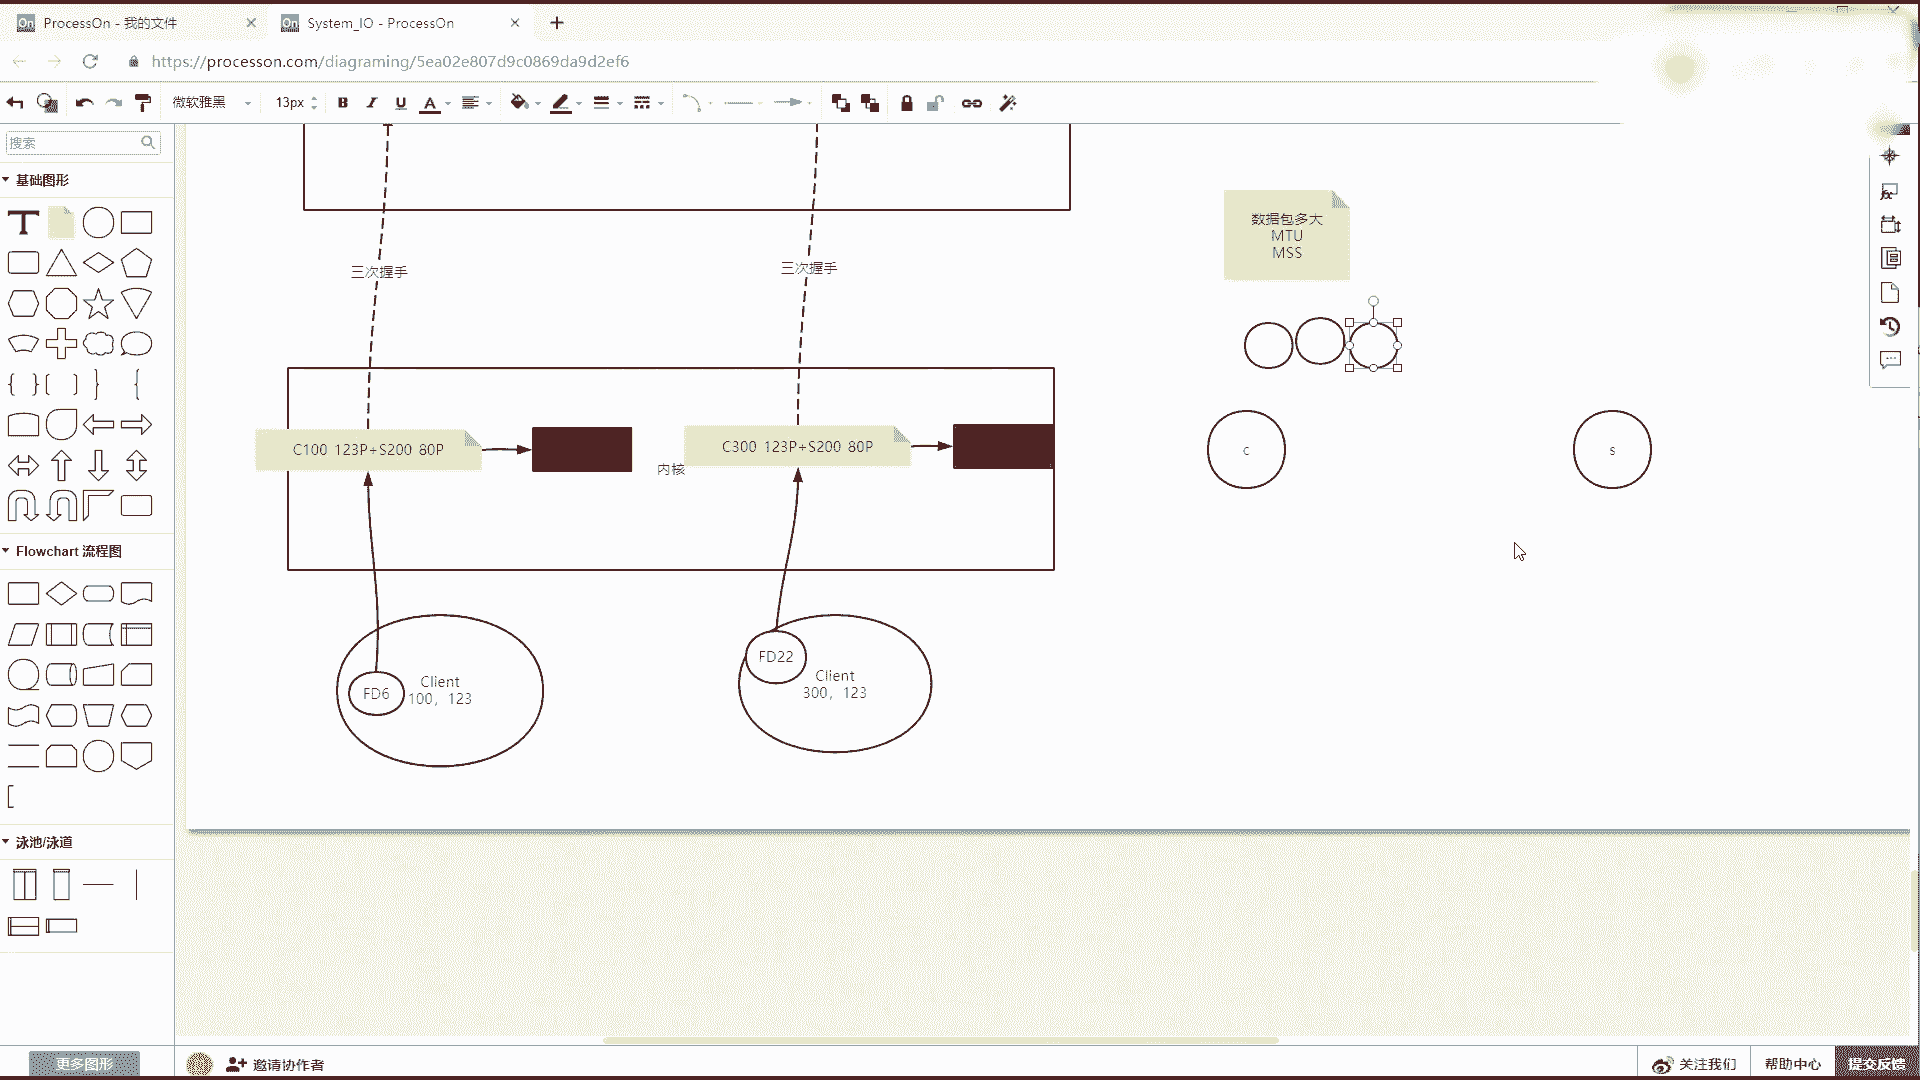 ProcessOn - 我的文件
System_IO - ProcessOn
https://processon.com/diagraming/5ea02e807d9c0869da9d2ef6
微软雅黑
13px
B
I
U
A
搜索
基础图形
T
数据包多大
MTU
MSS
三次握手
三次握手
C100 123P+S200 80P
内核
C300 123P+S200 80P
C
S
FD22
Client
300，123
FD6
Client
100，123
Flowchart 流程图
泳池/泳道
更多图形
邀请协作者
关注我们
帮助中心
提交反馈